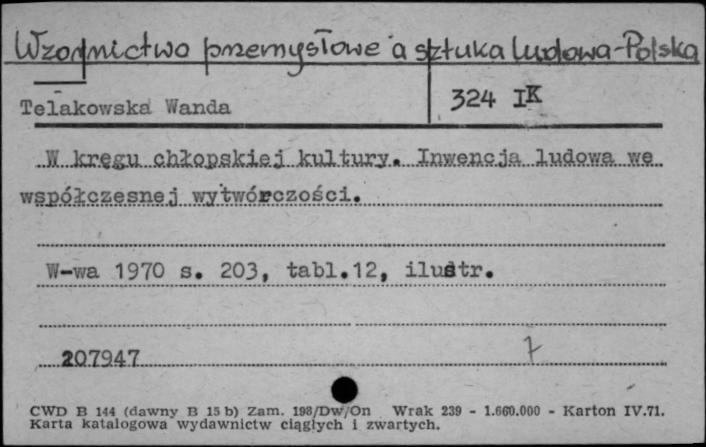 Wzornictwo przemysłowe a sztuka ludowa-Polska
Telakowska Wanda
324 IK
W kręgu chłopskiej kultury. Inwencja ludowa we
współczesnej wytwórczości.
W-wa 1970 s. 203, tabl.12, ilustr.
207947
7
CWD B 144 (dawny B 15 b) Zam. 198/Dw/On Wrak 239 - 1.660.000 - Karton IV.71.
Karta katalogowa wydawnictw ciągłych i zwartych.